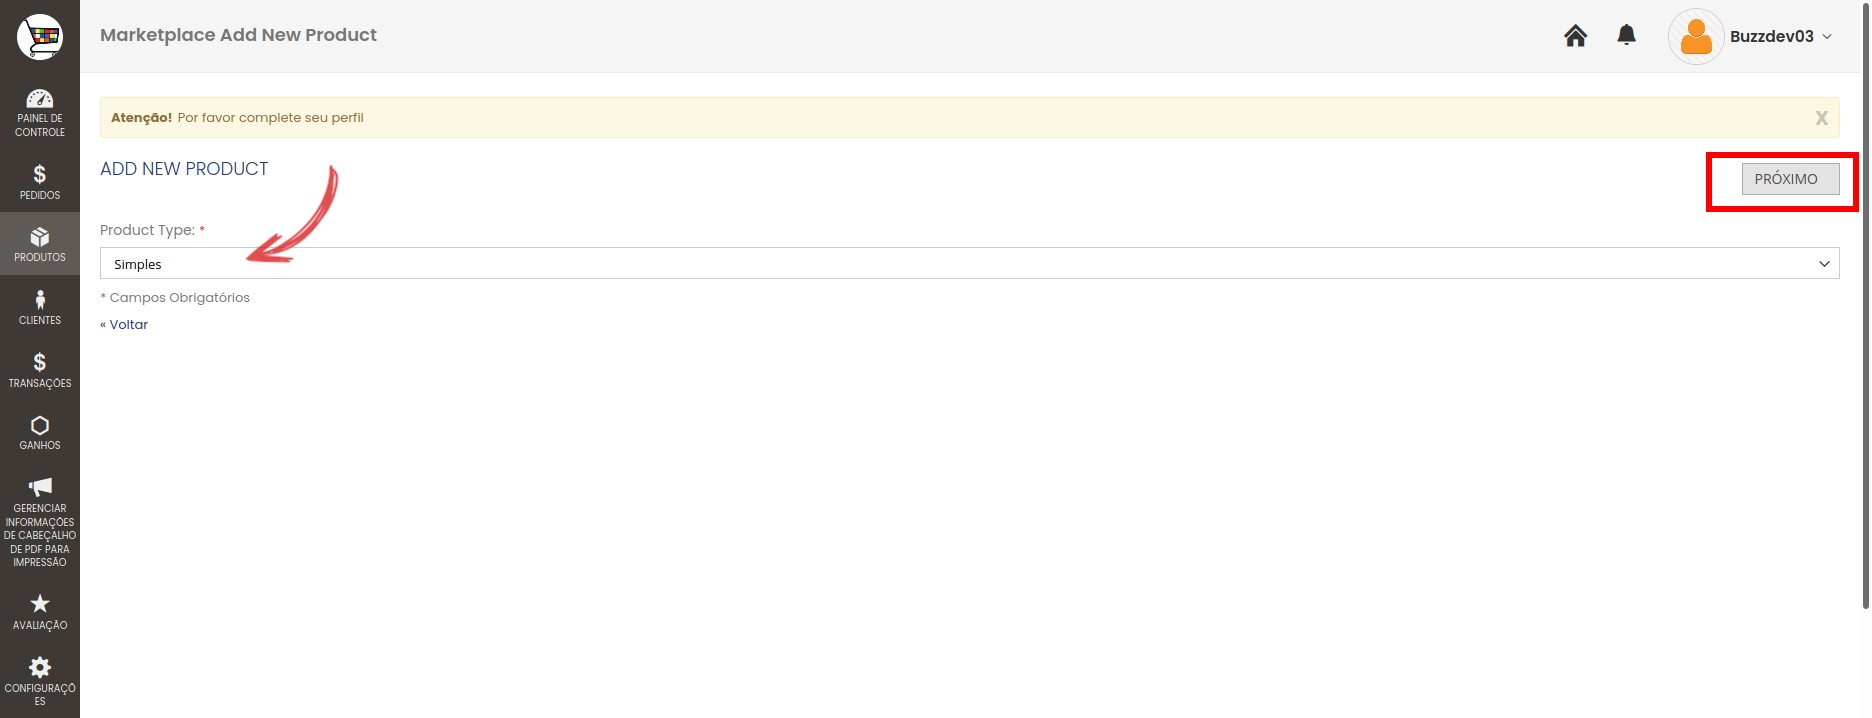 Marketplace Add New Product
Buzzdev03
PAINEL DE
CONTROLE
PEDIDOS
PRODUTOS
CLIENTES
TRANSAÇÕES
GANHOS
GERENCIAR
INFORMAÇÕES
DE CABEÇALHO
DE PDF PARA
IMPRESSÃO
AVALIAÇÃO
CONFIGURAÇÕ
ES
Atenção! Por favor complete seu perfil
X
ADD NEW PRODUCT
PRÓXIMO
Product Type: *
Simples
* Campos Obrigatórios
« Voltar